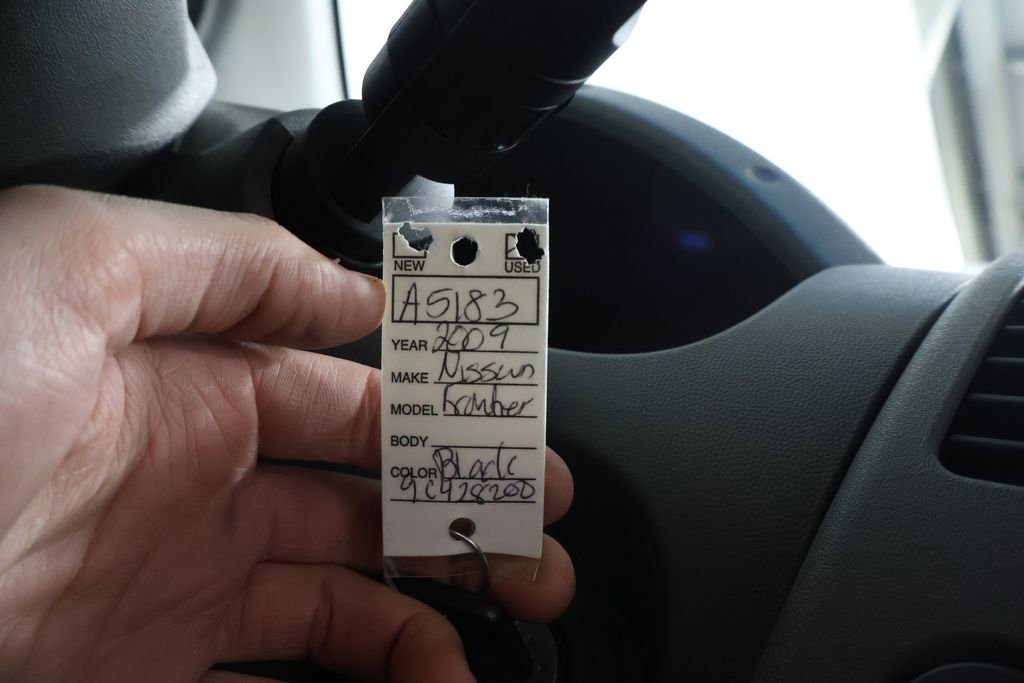 NEW USED
A5183
YEAR 2009
MAKE Nissan
MODEL Frontier
BODY
COLOR Black
9C428200